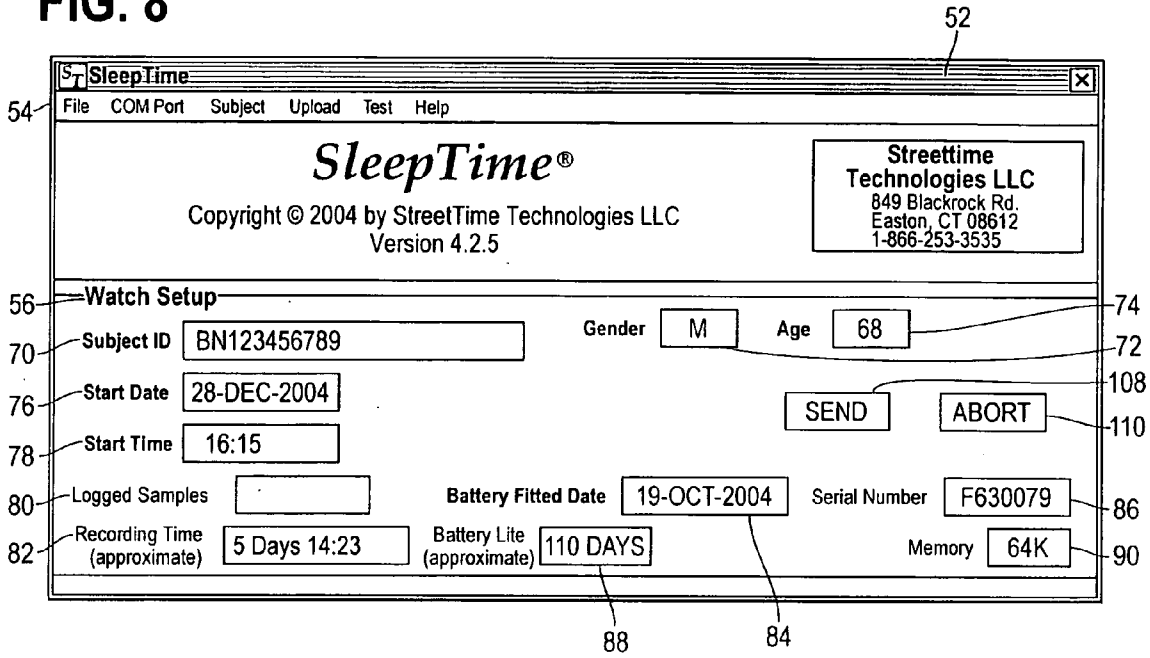 FIG. 8
52
ST SleepTime
54
File COM Port Subject Upload Test Help
SleepTime®
Copyright © 2004 by StreetTime Technologies LLC
Version 4.2.5
Streettime
Technologies LLC
849 Blackrock Rd.
Easton, CT 08612
1-866-253-3535
56 Watch Setup
70 Subject ID BN123456789 Gender M Age 68 74
72
76 Start Date 28-DEC-2004 SEND ABORT 108
110
78 Start Time 16:15
80 Logged Samples Battery Fitted Date 19-OCT-2004 Serial Number F630079 86
82 Recording Time 5 Days 14:23 Battery Lite 110 DAYS Memory 64K 90
(approximate) (approximate)
88 84